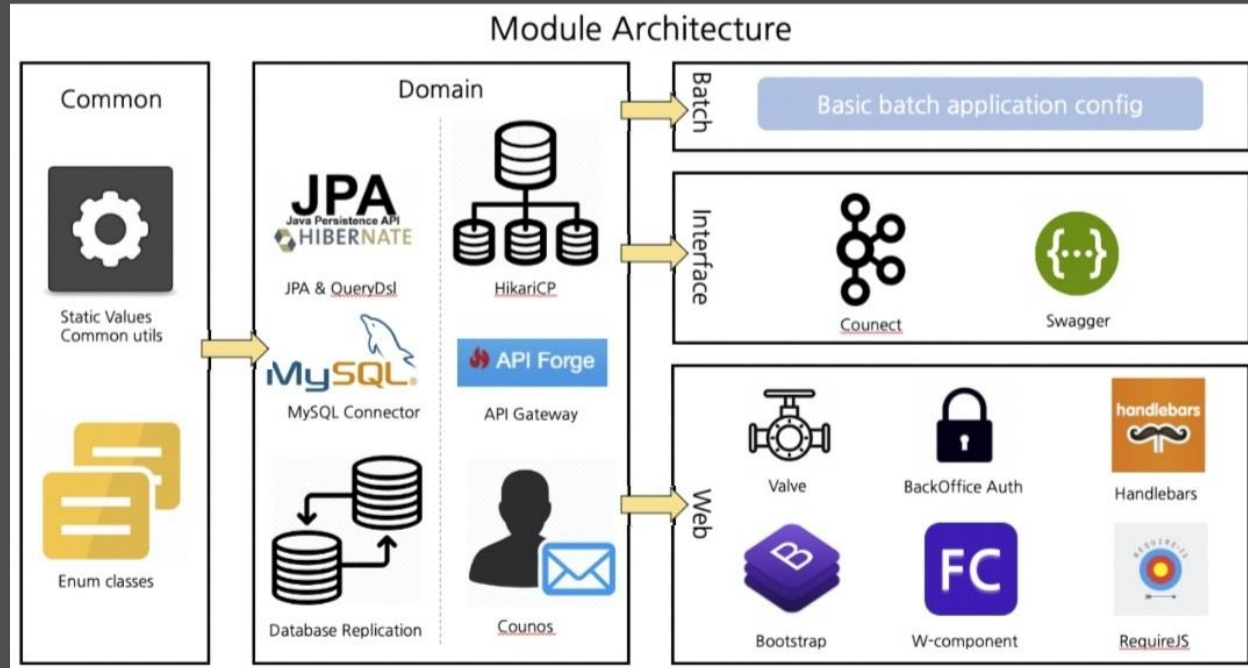 Module Architecture
Common
Static Values
Common utils
Enum classes
Domain
JPA
Java Persistence API
HIBERNATE
JPA & QueryDsl
HikariCP
MySQL®
MySQL Connector
API Forge
API Gateway
Database Replication
Counos
Batch
Basic batch application config
Interface
Counect
{...}
Swagger
Web
Valve
BackOffice Auth
handlebars
Handlebars
B
Bootstrap
FC
W-component
REQUIRE·JS
RequireJS